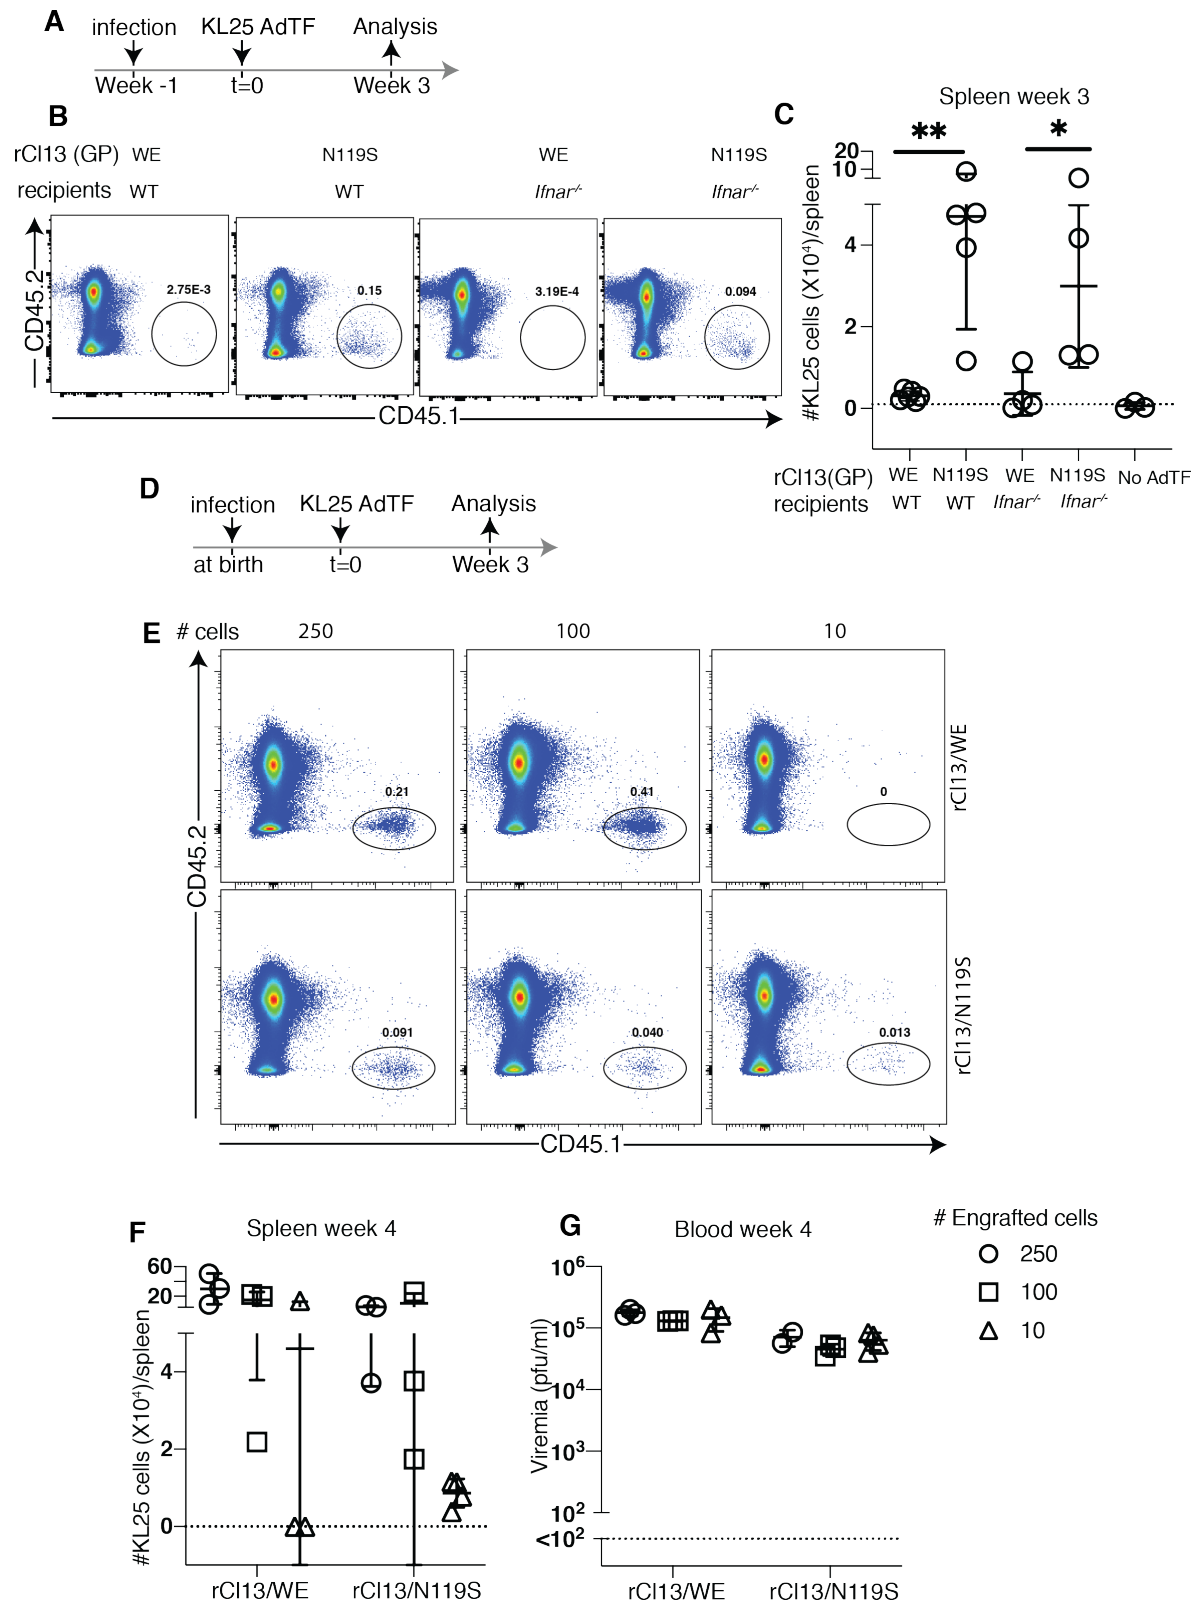 A
infection KL25 AdTF Analysis
Week -1 t=0 Week 3
B
rCl13 (GP) WE N119S WE N119S
recipients WT WT Ifnar-/- Ifnar-/-
2.75E-3 0.15 3.19E-4 0.094
CD45.2
CD45.1
C
Spleen week 3
** *
20
10
4
2
0
#KL25 cells (X10⁴)/spleen
rCl13(GP) WE N119S WE N119S No AdTF
recipients WT WT Ifnar-/- Ifnar-/-
D
infection KL25 AdTF Analysis
at birth t=0 Week 3
E # cells 250 100 10
0.21 0.41 0
rCl13/WE
0.091 0.040 0.013
rCl13/N119S
CD45.2
CD45.1
F
Spleen week 4
60
20
4
2
0
#KL25 cells (X10⁴)/spleen
rCl13/WE rCl13/N119S
G
Blood week 4
10⁶
10⁵
10⁴
10³
10²
<10²
Viremia (pfu/ml)
rCl13/WE rCl13/N119S
# Engrafted cells
250
100
10